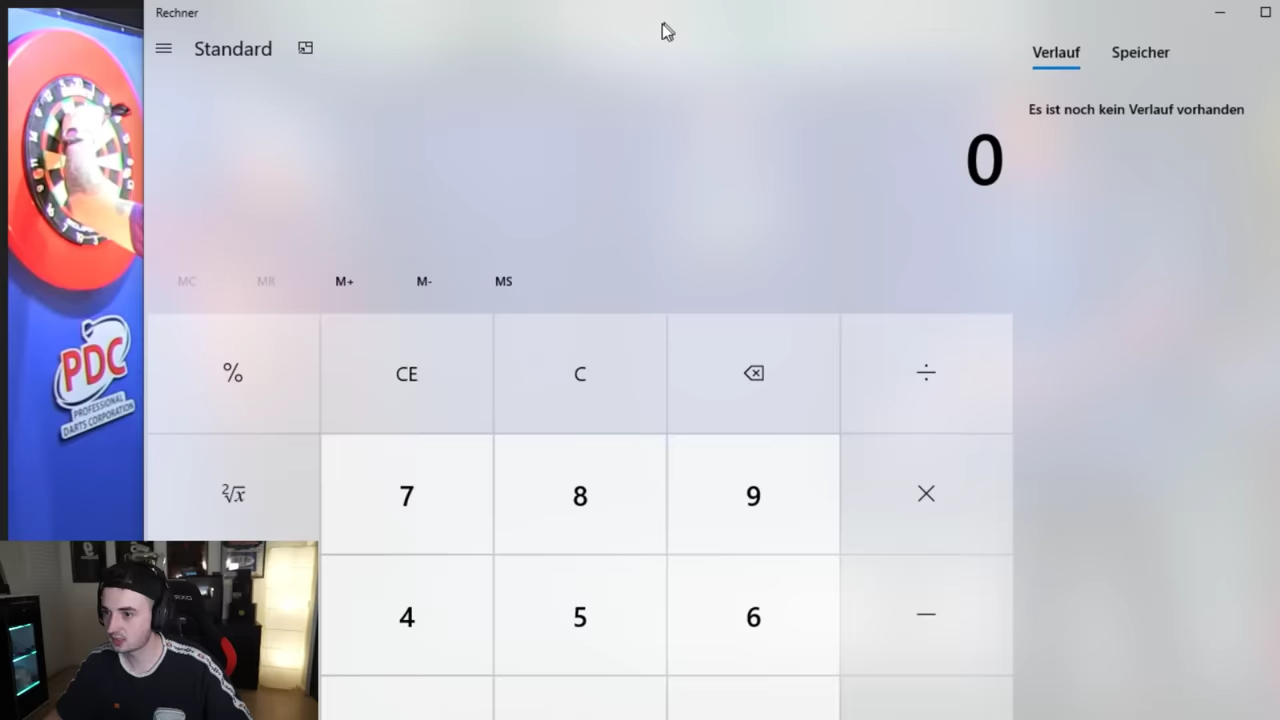 Rechner
Standard
Verlauf Speicher
Es ist noch kein Verlauf vorhanden
0
MC MR M+ M- MS
% CE C ÷
²√x 7 8 9 ×
4 5 6 −
PDC
PROFESSIONAL
DARTS CORPORATION